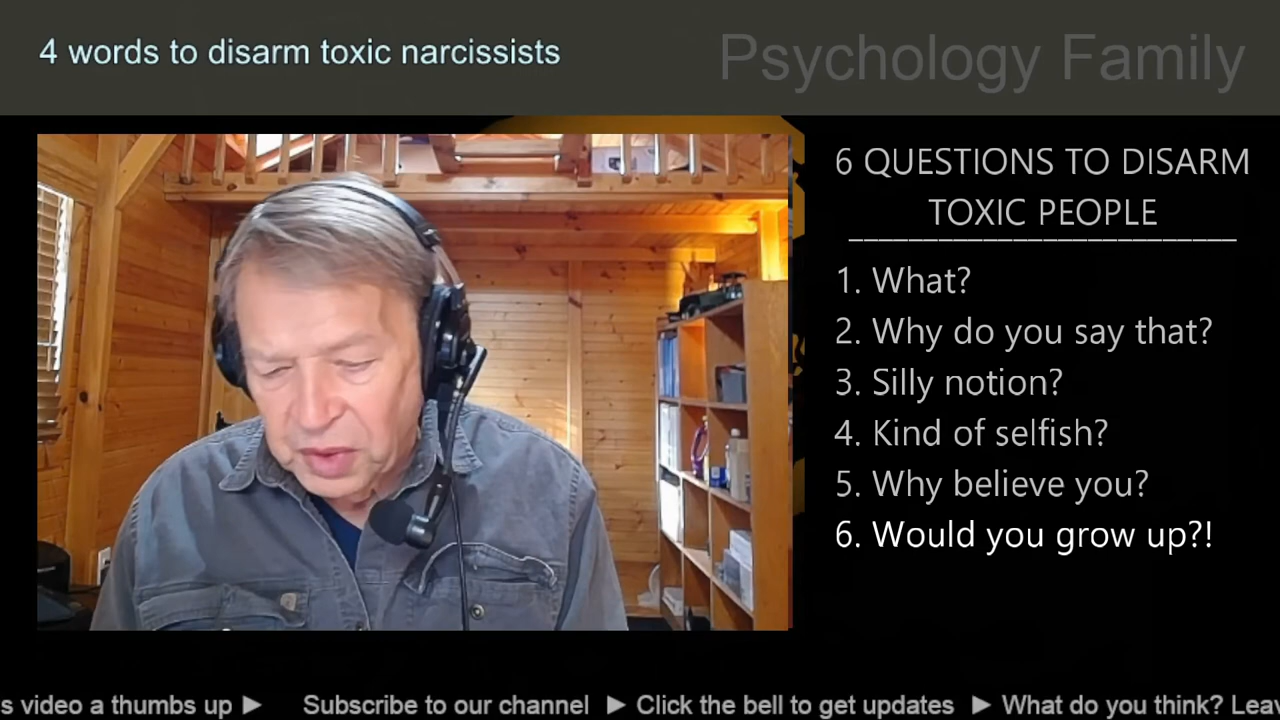 4 words to disarm toxic narcissists
Psychology Family
6 QUESTIONS TO DISARM
TOXIC PEOPLE
1. What?
2. Why do you say that?
3. Silly notion?
4. Kind of selfish?
5. Why believe you?
6. Would you grow up?!
s video a thumbs up ► Subscribe to our channel ► Click the bell to get updates ► What do you think? Leav